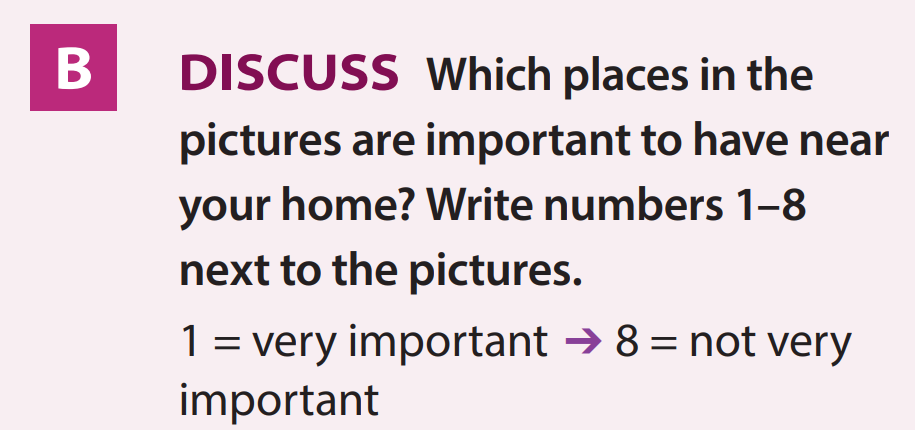 B
DISCUSS Which places in the
pictures are important to have near
your home? Write numbers 1–8
next to the pictures.
1 = very important ➔ 8 = not very
important